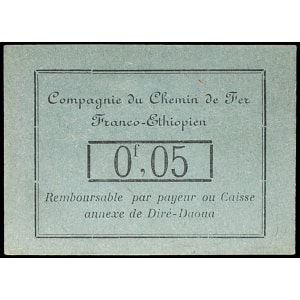 Compagnie du Chemin de Fer
Franco-Ethiopien
0f,05
Remboursable par payeur ou Caisse
annexe de Diré-Daoua